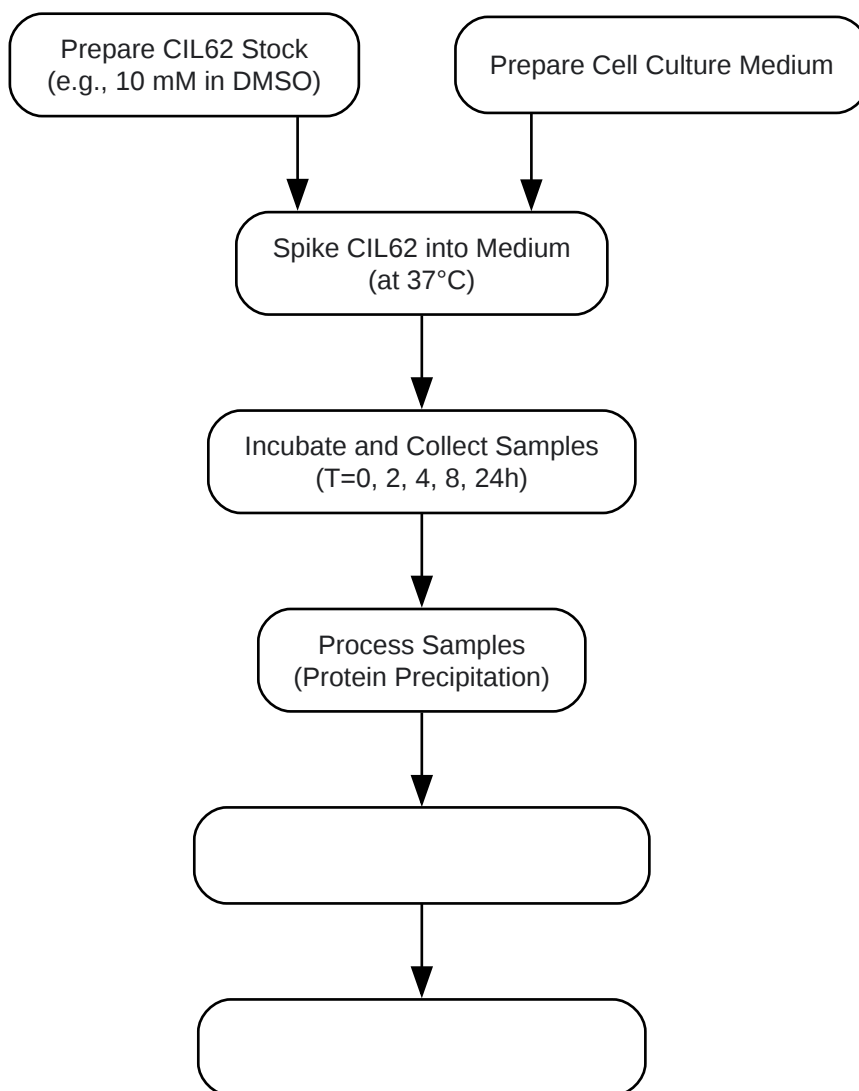 Prepare CIL62 Stock
(e.g., 10 mM in DMSO)
Prepare Cell Culture Medium
Spike CIL62 into Medium
(at 37°C)
Incubate and Collect Samples
(T=0, 2, 4, 8, 24h)
Process Samples
(Protein Precipitation)